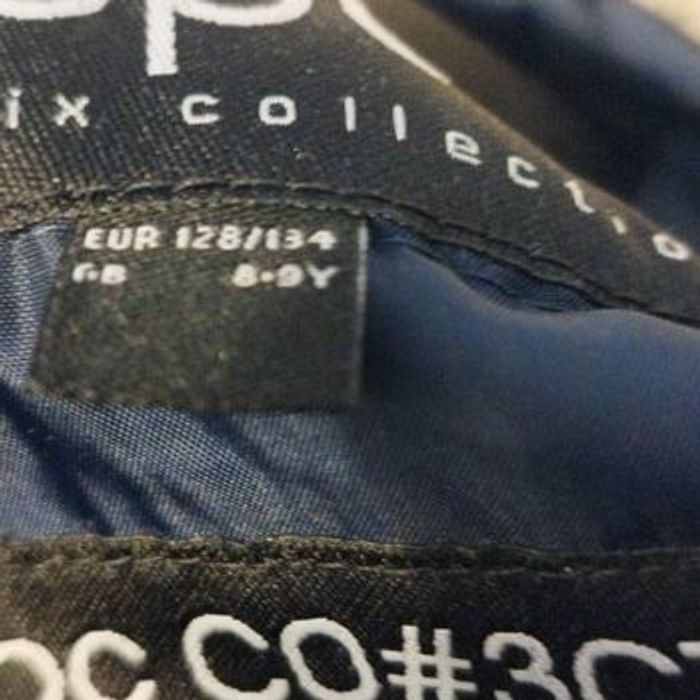 ix collectio
EUR 128/134
GB 8-9Y
CO#3C